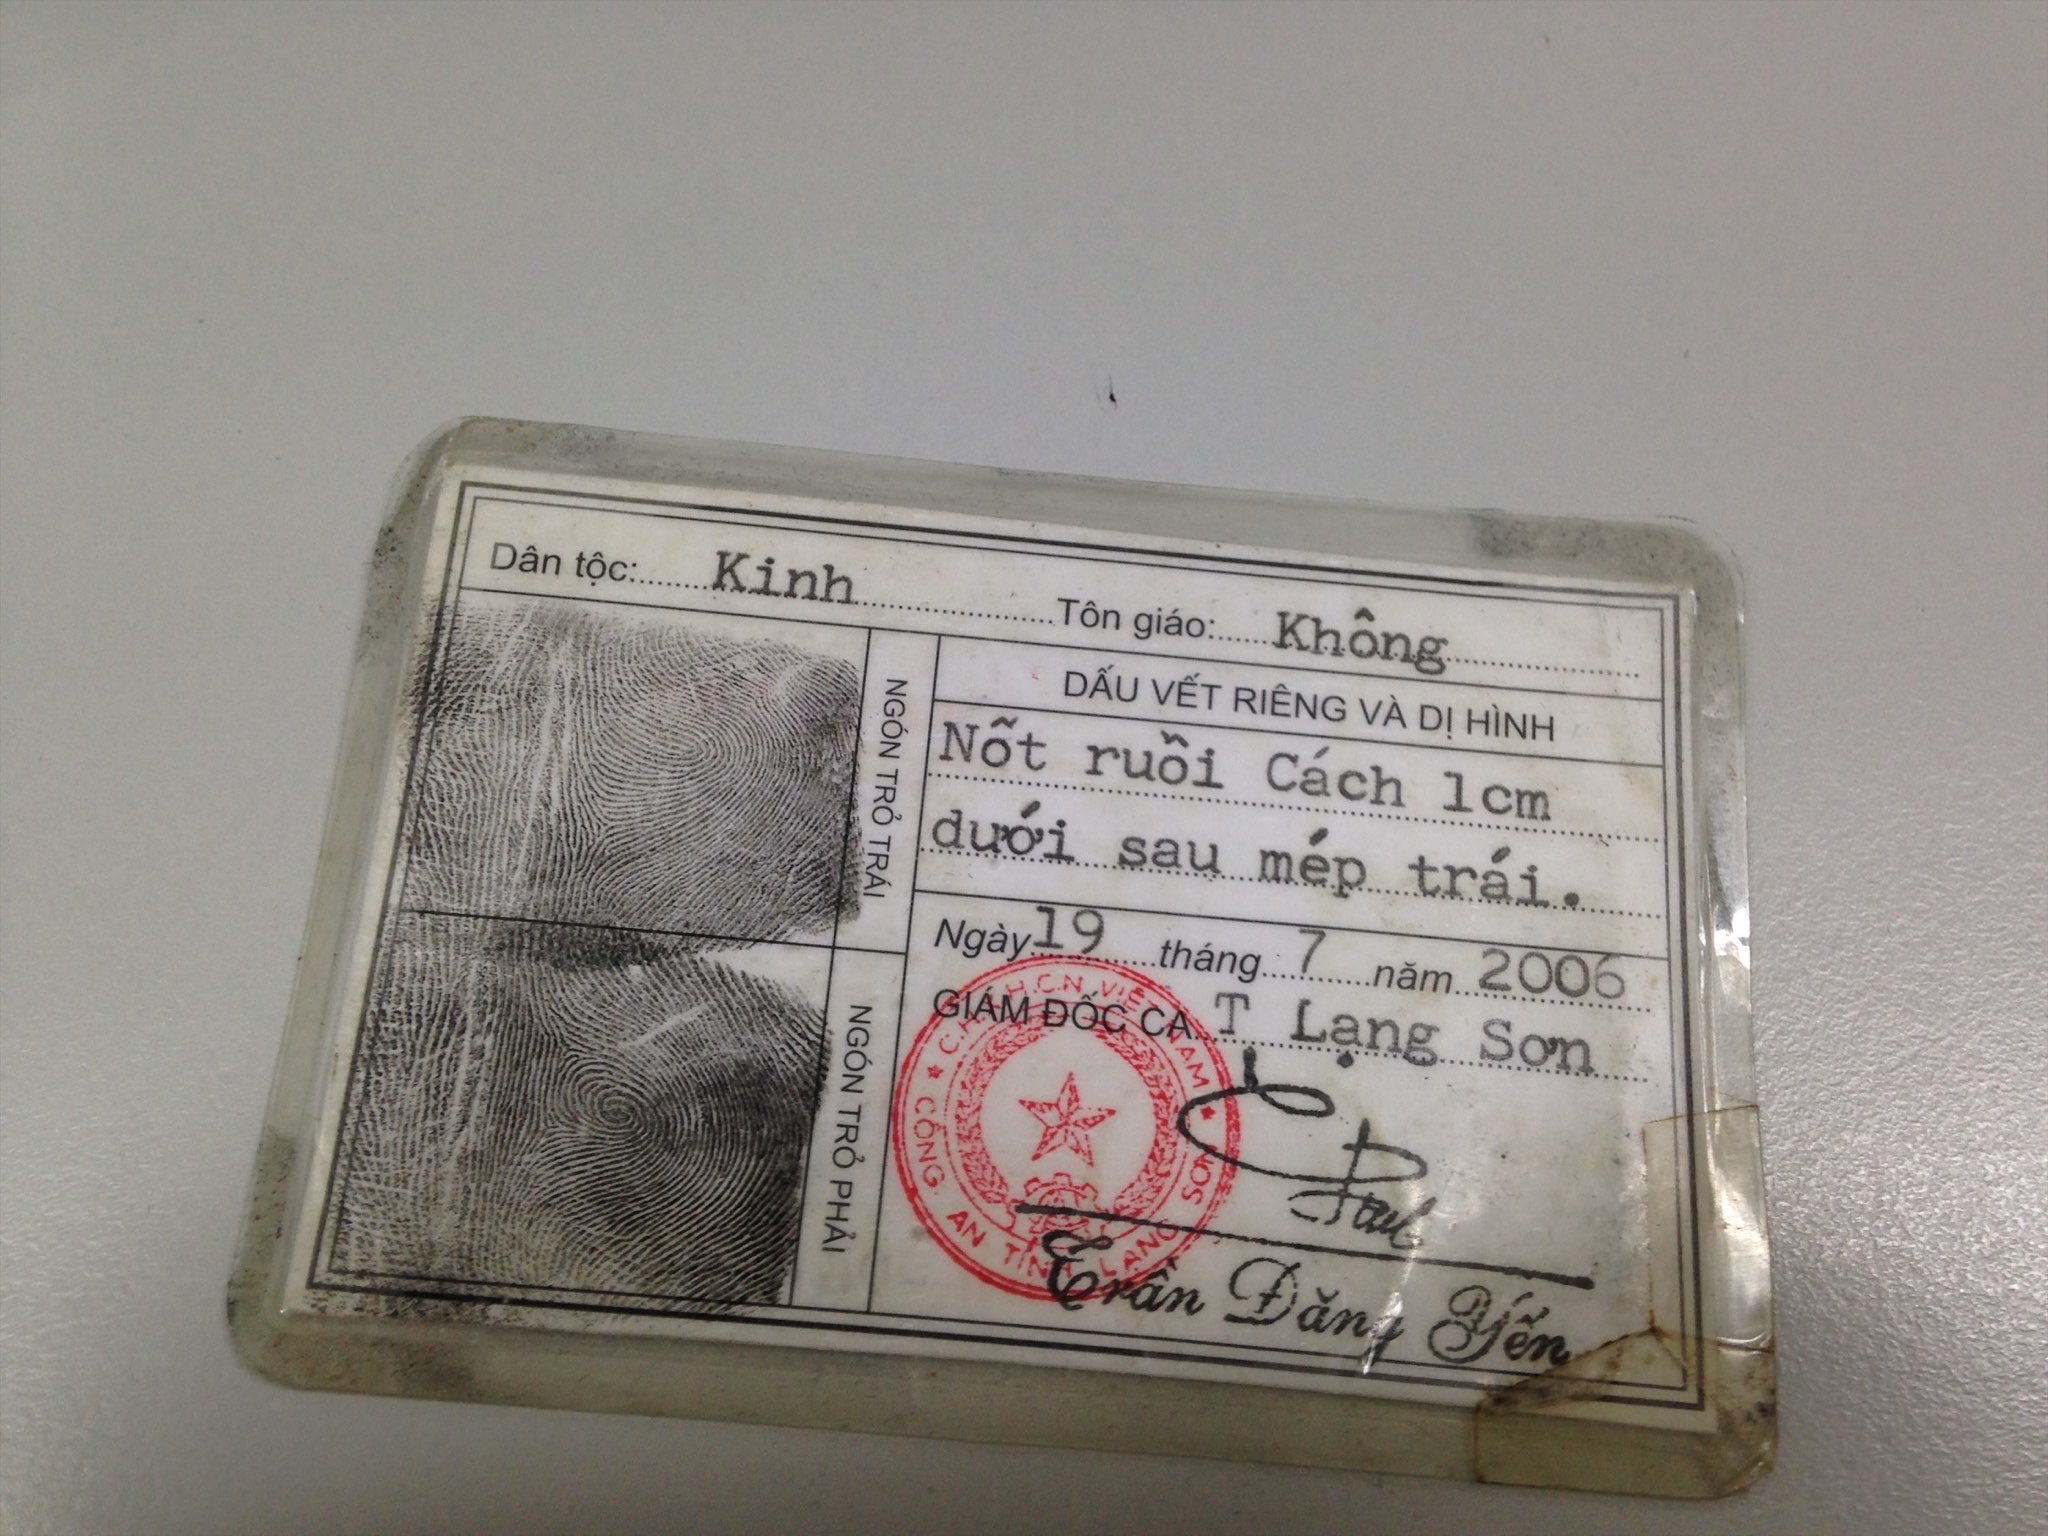 Dân tộc: Kinh Tôn giáo: Không
NGÓN TRỎ TRÁI
NGÓN TRỎ PHẢI
DẤU VẾT RIÊNG VÀ DỊ HÌNH
Nốt ruồi Cách 1cm
dưới sau mép trái.
Ngày 19 tháng 7 năm 2006
GIÁM ĐỐC CA T Lạng Sơn
C.H.X.H.C.N VIỆT NAM
CÔNG AN TỈNH LẠNG SƠN
Trần Đăng Yến